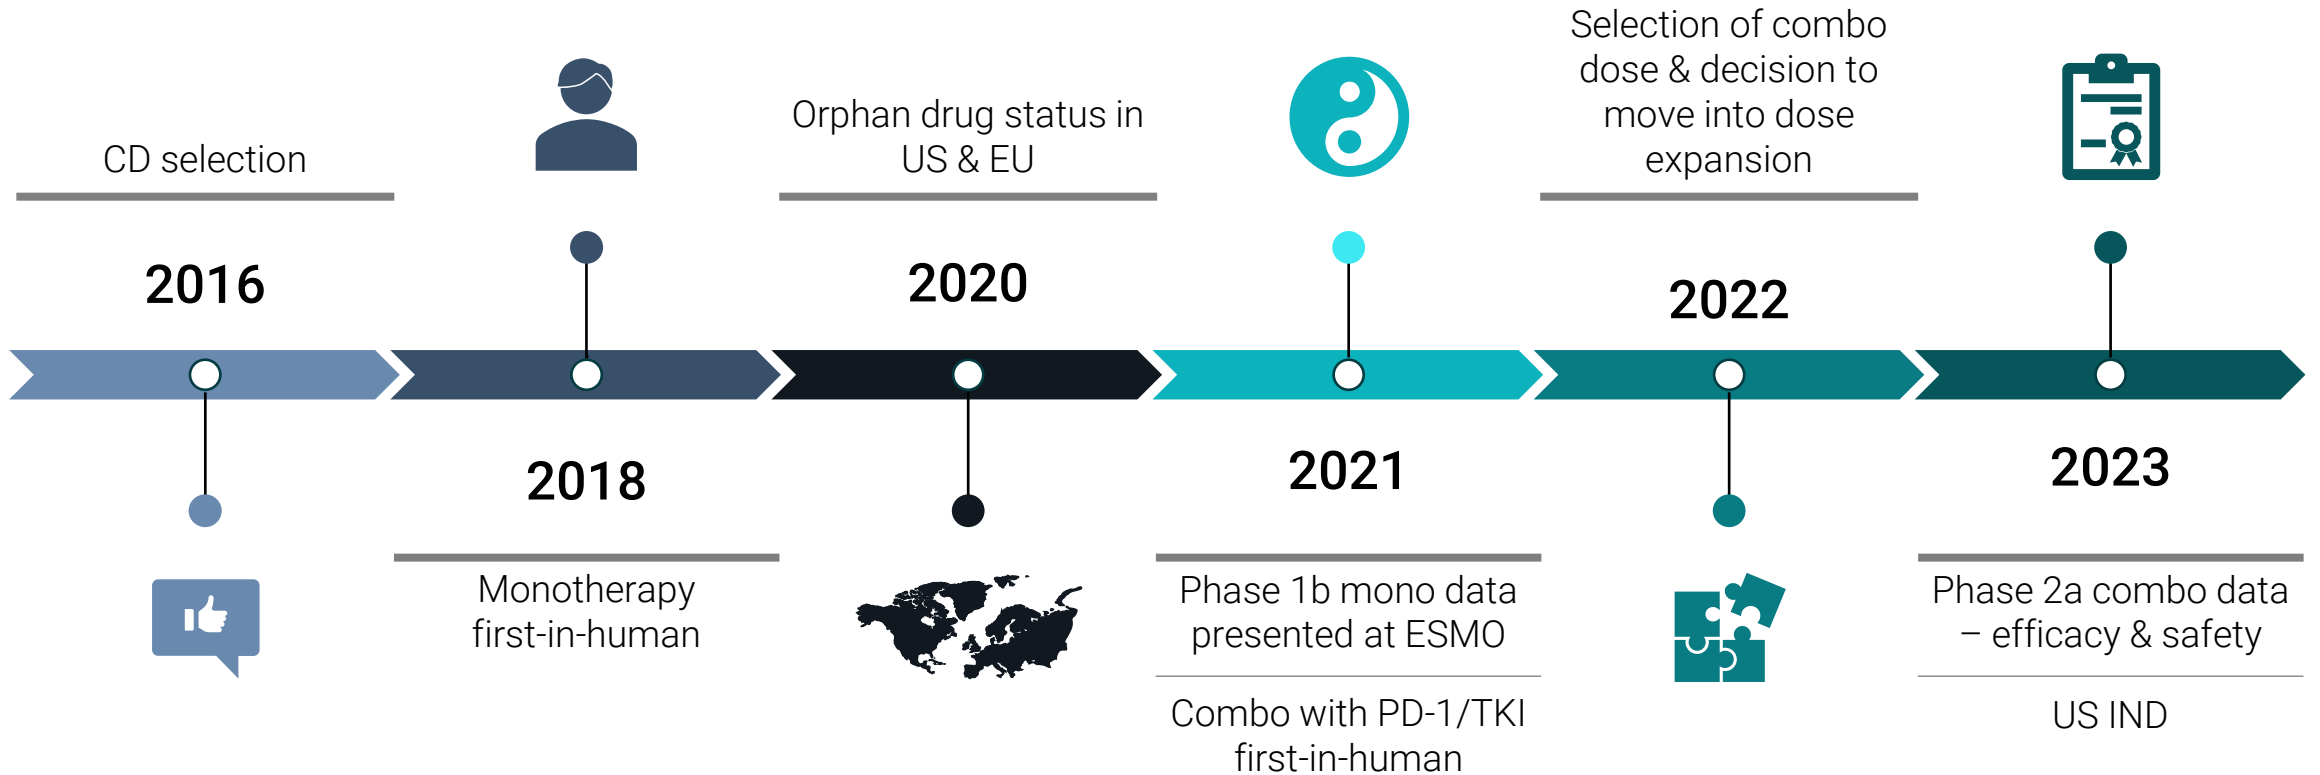 CD selection
2016
2018
Monotherapy
first-in-human
Orphan drug status in
US & EU
2020
2021
Phase 1b mono data
presented at ESMO
Combo with PD-1/TKI
first-in-human
Selection of combo
dose & decision to
move into dose
expansion
2022
2023
Phase 2a combo data
– efficacy & safety
US IND